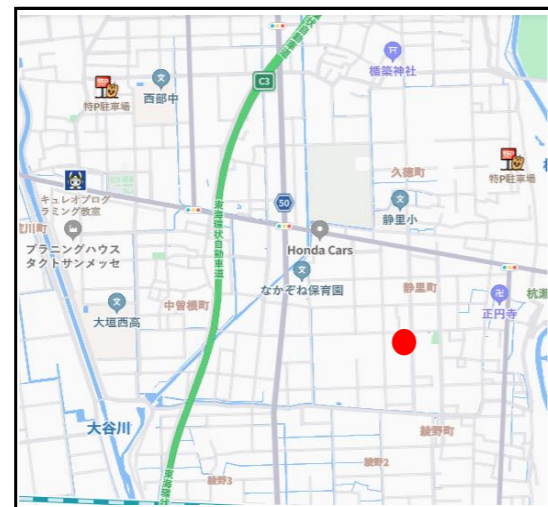 C3
楯築神社
特P駐車場
西部中
特P駐車場
久徳町
キュレオプログ
ラミング教室
静里小
50
東海環状自動車道
Honda Cars
プラニングハウス
タクトサンメッセ
なかぞね保育園
静里町
中曽根町
杭瀬
大垣西高
正円寺
大谷川
綾野町
綾野2
綾野3
東海環状